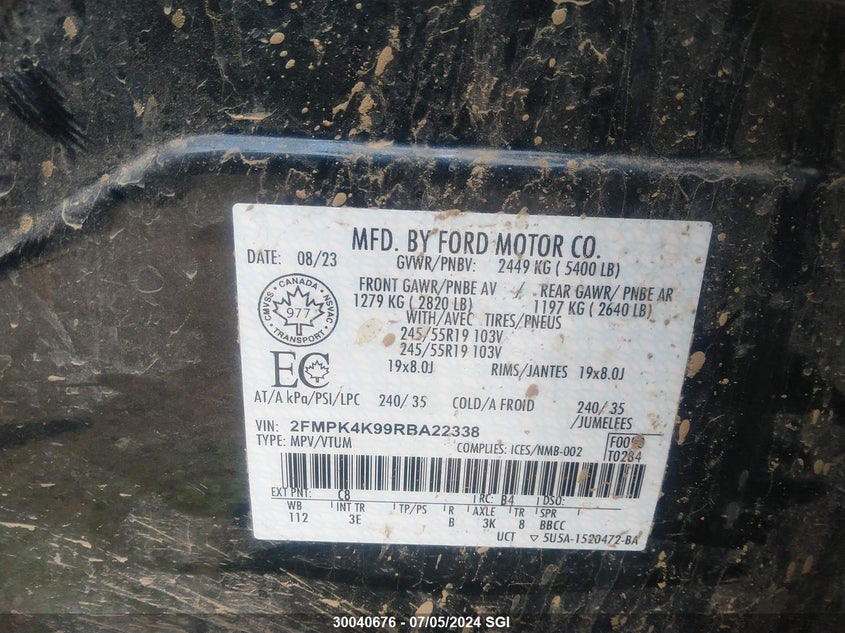 MFD. BY FORD MOTOR CO.
DATE: 08/23 GVWR/PNBV: 2449 KG ( 5400 LB)
FRONT GAWR/PNBE AV / REAR GAWR/ PNBE AR
1279 KG ( 2820 LB) 1197 KG ( 2640 LB)
WITH/AVEC TIRES/PNEUS
245/55R19 103V
245/55R19 103V
19x8.0J RIMS/JANTES 19x8.0J
CANADA
CMVSS 977 NSVAC
TRANSPORT
EC
AT/A kPa/PSI/LPC 240/ 35 COLD/A FROID 240/ 35
/JUMELEES
VIN: 2FMPK4K99RBA22338
TYPE: MPV/VTUM COMPLIES: ICES/NMB-002
T0234
EXT PNT: C8 RC: B4 DSO:
WB INT TR TP/PS R AXLE TR SPR
112 3E B 3K 8 BBCC
UCT ▽ 5U5A-1520472-BA
30040676 - 07/05/2024 SGI